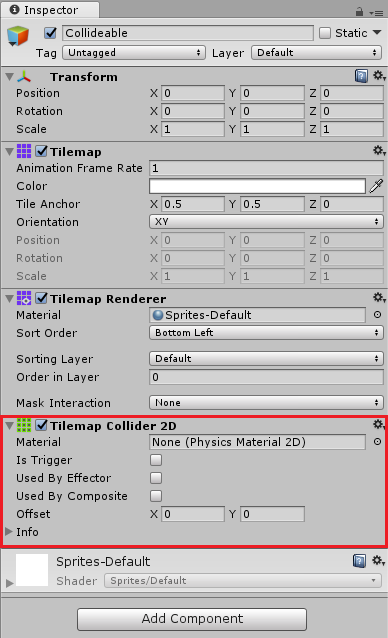 Inspector
Collideable Static
Tag Untagged Layer Default
Transform
Position X 0 Y 0 Z 0
Rotation X 0 Y 0 Z 0
Scale X 1 Y 1 Z 1
Tilemap
Animation Frame Rate 1
Color
Tile Anchor X 0.5 Y 0.5 Z 0
Orientation XY
Position X 0 Y 0 Z 0
Rotation X 0 Y 0 Z 0
Scale X 1 Y 1 Z 1
Tilemap Renderer
Material Sprites-Default
Sort Order Bottom Left
Sorting Layer Default
Order in Layer 0
Mask Interaction None
Tilemap Collider 2D
Material None (Physics Material 2D)
Is Trigger
Used By Effector
Used By Composite
Offset X 0 Y 0
Info
Sprites-Default
Shader Sprites/Default
Add Component